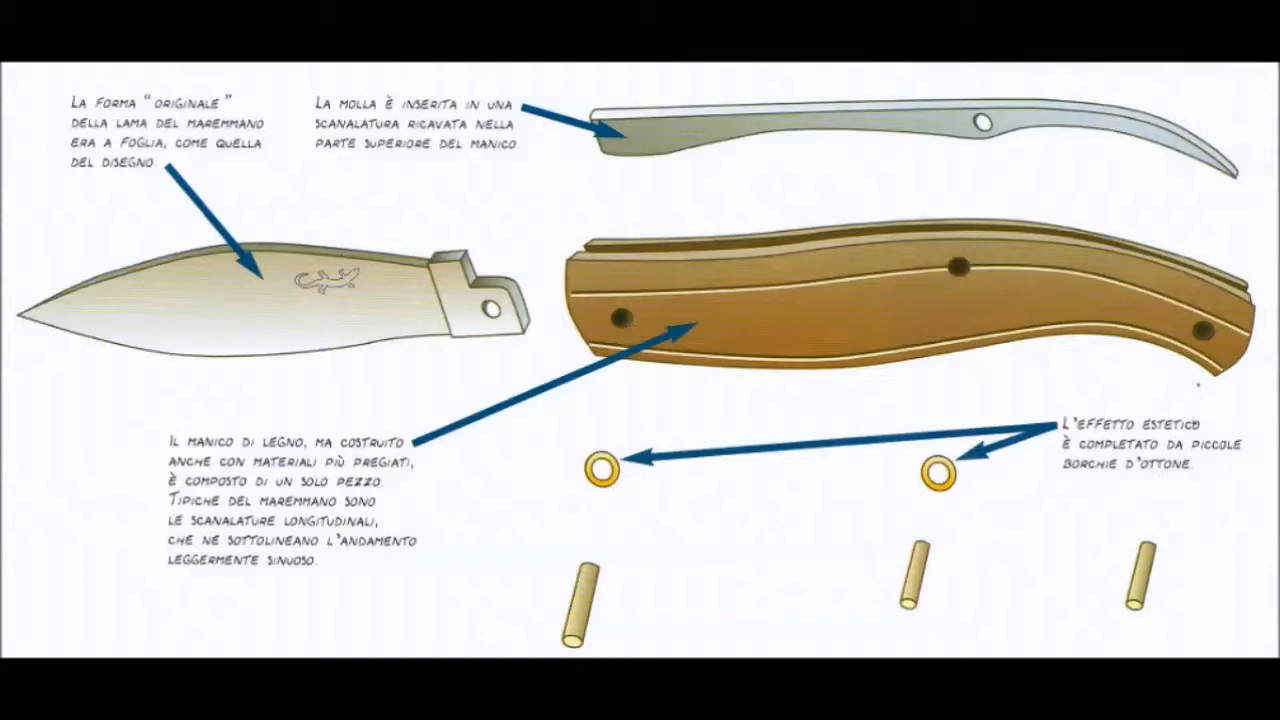 La forma "originale"
della lama del maremmano
era a foglia, come quella
del disegno.
La molla è inserita in una
scanalatura ricavata nella
parte superiore del manico.
Il manico di legno, ma costruito
anche con materiali più pregiati,
è composto di un solo pezzo.
Tipiche del maremmano sono
le scanalature longitudinali,
che ne sottolineano l'andamento
leggermente sinuoso.
L'effetto estetico
è completato da piccole
borchie d'ottone.